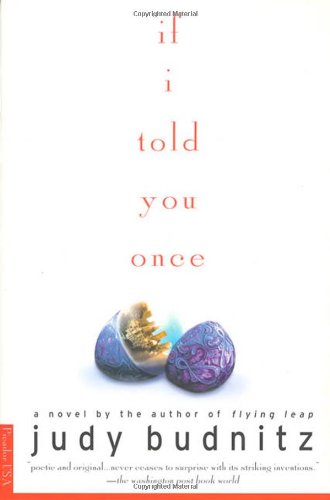 if
i
told
you
once
a novel by the author of flying leap
judy budnitz
"poetic and original...never ceases to surprise with its striking inventions."
—the washington post book world
Picador USA